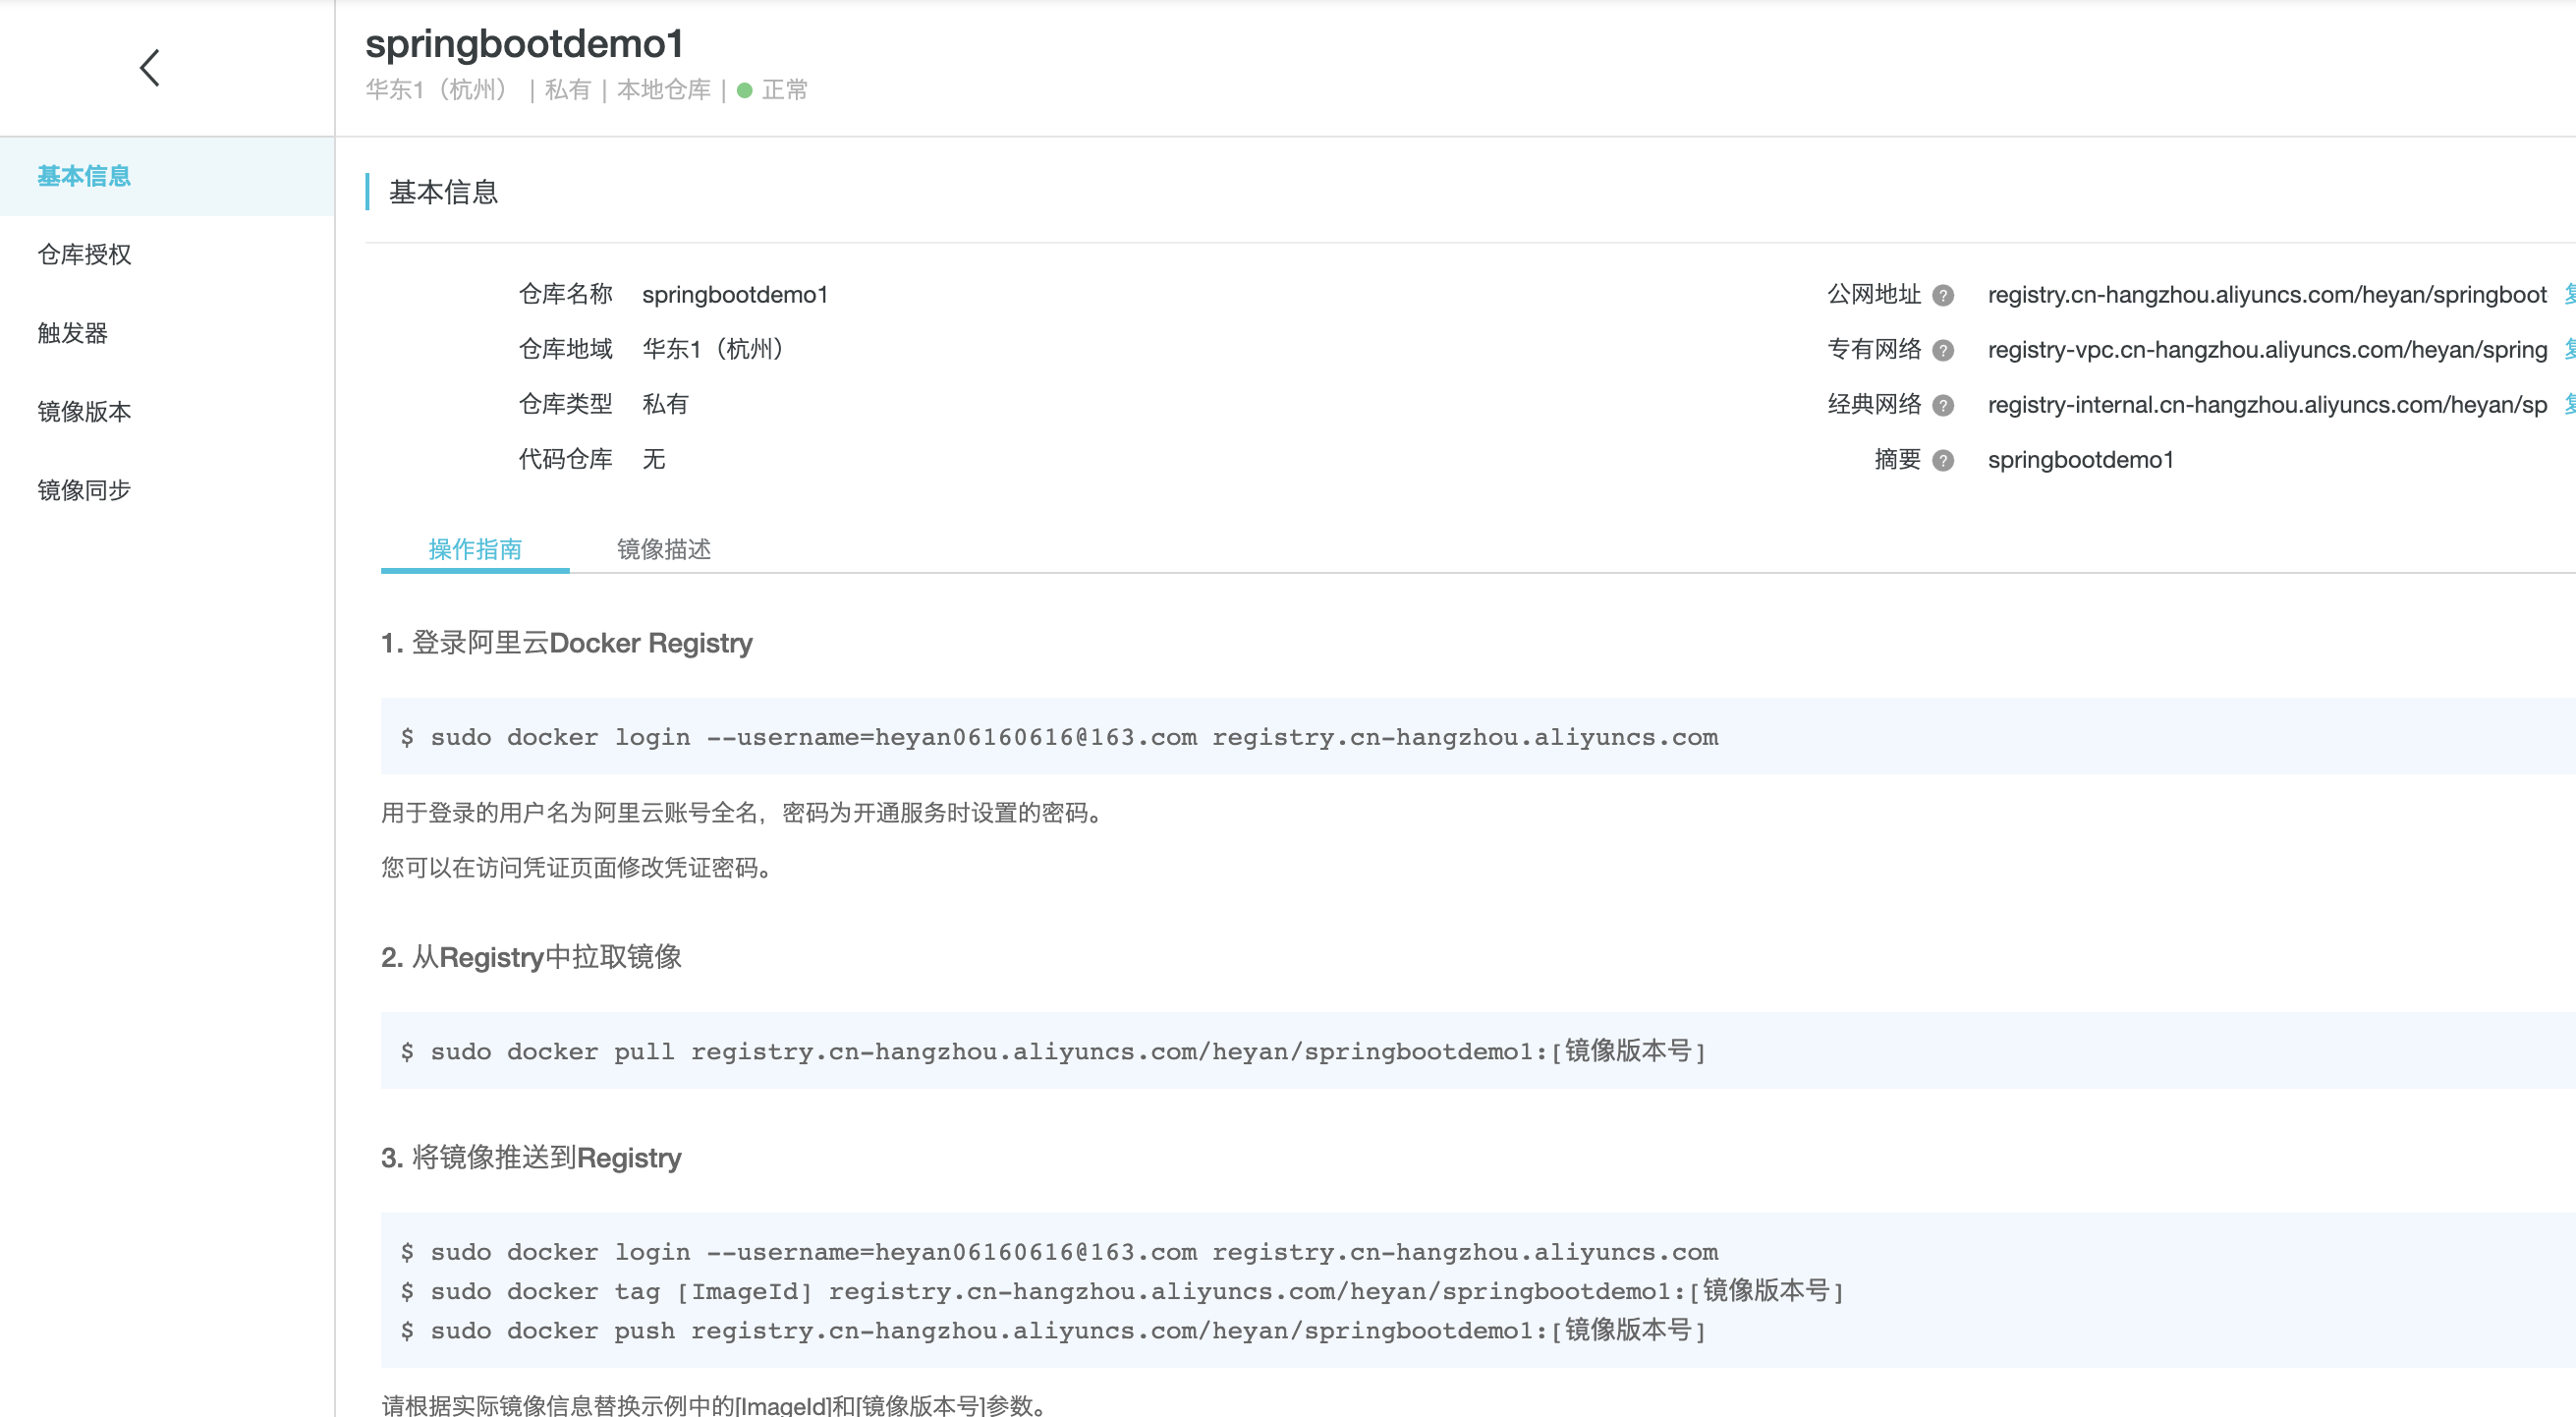 springbootdemo1
华东1（杭州） | 私有 | 本地仓库 | 正常
基本信息
仓库授权
触发器
镜像版本
镜像同步
基本信息
仓库名称 springbootdemo1
公网地址 registry.cn-hangzhou.aliyuncs.com/heyan/springboot
仓库地域 华东1（杭州）
专有网络 registry-vpc.cn-hangzhou.aliyuncs.com/heyan/spring
仓库类型 私有
经典网络 registry-internal.cn-hangzhou.aliyuncs.com/heyan/sp
代码仓库 无
摘要 springbootdemo1
操作指南 镜像描述
1. 登录阿里云Docker Registry
$ sudo docker login --username=heyan06160616@163.com registry.cn-hangzhou.aliyuncs.com
用于登录的用户名为阿里云账号全名，密码为开通服务时设置的密码。
您可以在访问凭证页面修改凭证密码。
2. 从Registry中拉取镜像
$ sudo docker pull registry.cn-hangzhou.aliyuncs.com/heyan/springbootdemo1:[镜像版本号]
3. 将镜像推送到Registry
$ sudo docker login --username=heyan06160616@163.com registry.cn-hangzhou.aliyuncs.com
$ sudo docker tag [ImageId] registry.cn-hangzhou.aliyuncs.com/heyan/springbootdemo1:[镜像版本号]
$ sudo docker push registry.cn-hangzhou.aliyuncs.com/heyan/springbootdemo1:[镜像版本号]
请根据实际镜像信息替换示例中的[ImageId]和[镜像版本号]参数。